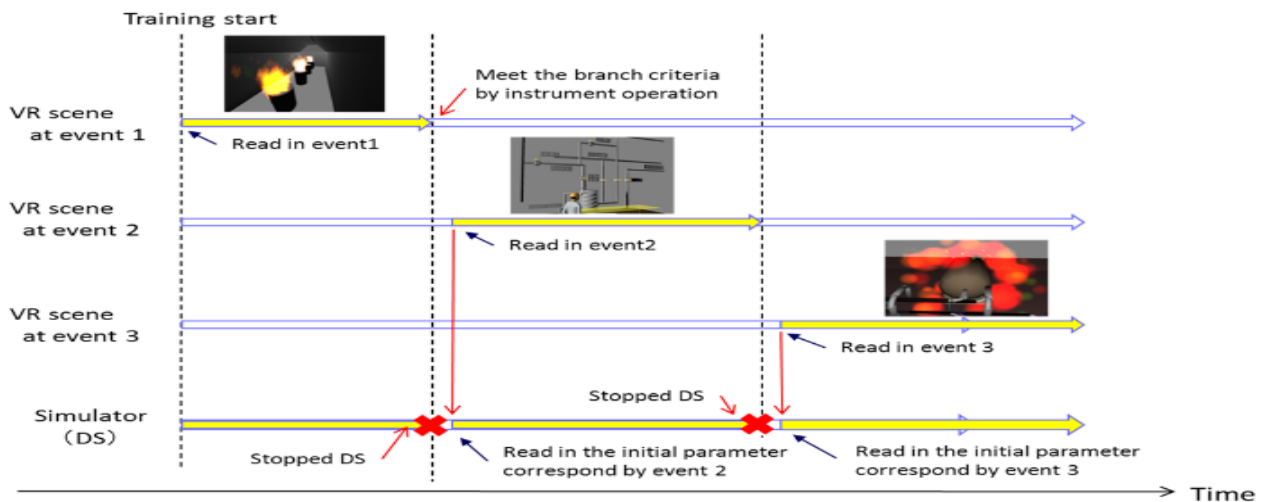 Training start
Meet the branch criteria
by instrument operation
VR scene
at event 1
Read in event1
VR scene
at event 2
Read in event2
VR scene
at event 3
Read in event 3
Stopped DS
Simulator
（DS）
Stopped DS
Read in the initial parameter
correspond by event 2
Read in the initial parameter
correspond by event 3
Time